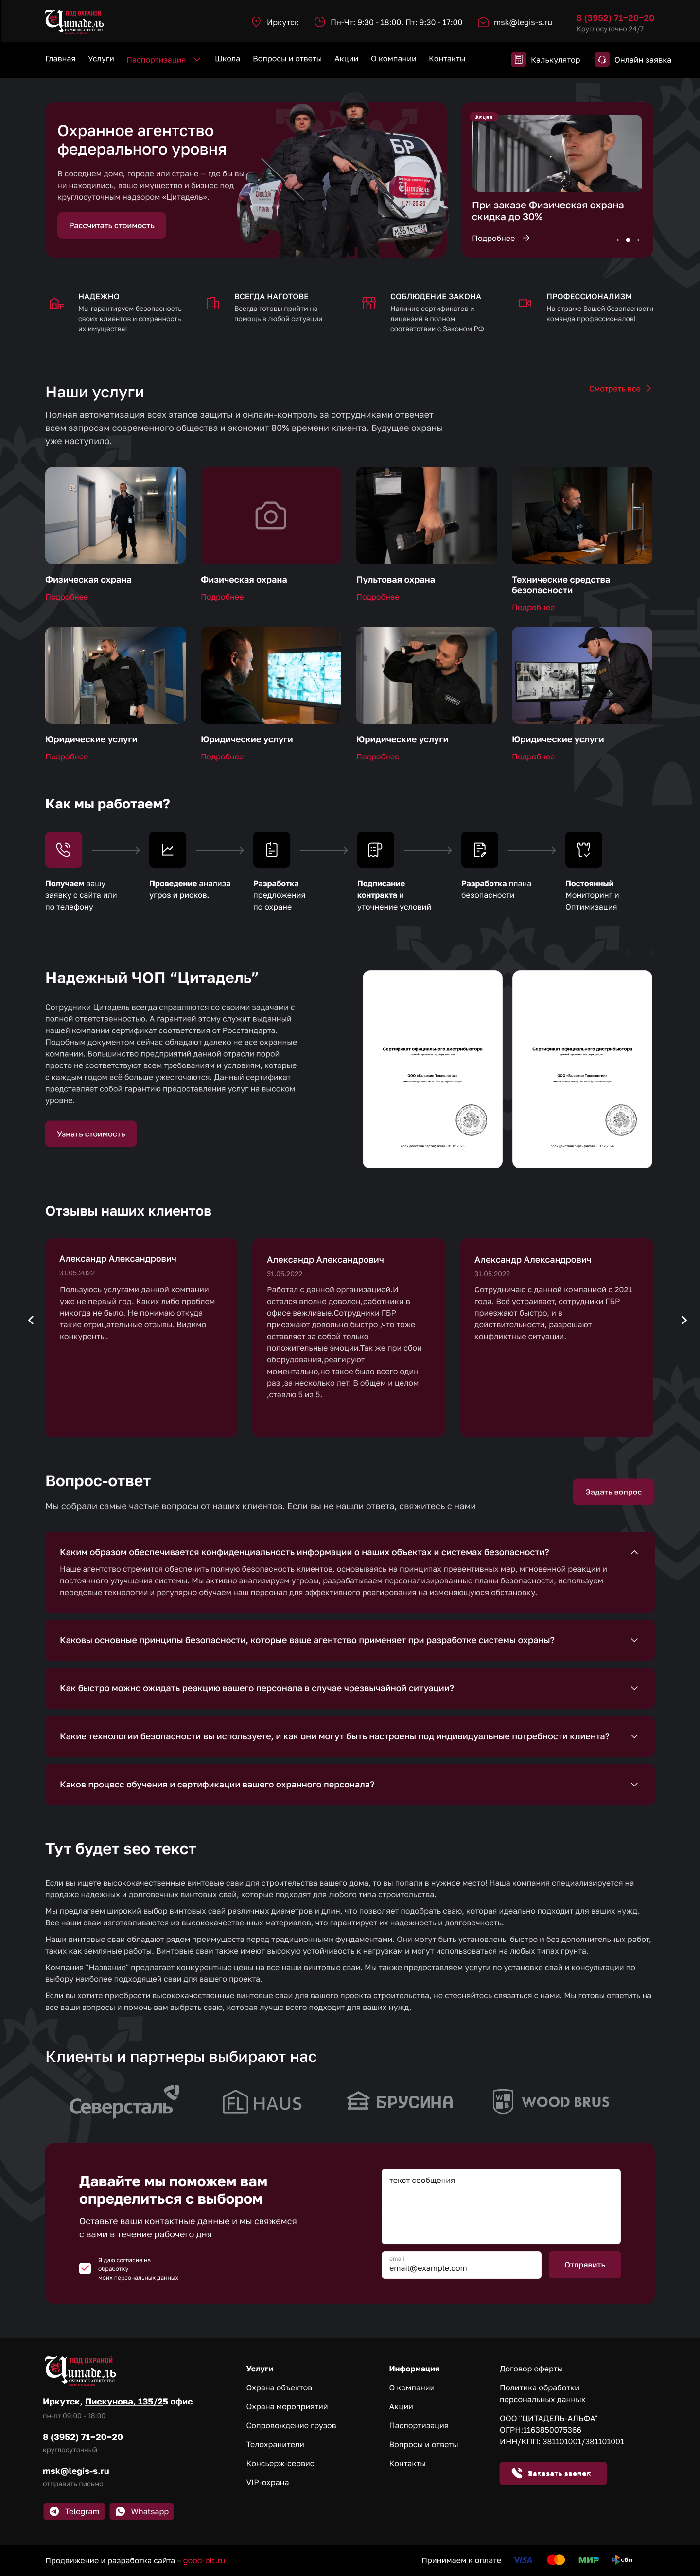 ПОД ОХРАНОЙ
Цитадель
ОХРАННОЕ АГЕНТСТВО
Иркутск
Пн-Чт: 9:30 - 18:00. Пт: 9:30 - 17:00
msk@legis-s.ru
8 (3952) 71–20–20
Круглосуточно 24/7
Главная
Услуги
Паспортизация
Школа
Вопросы и ответы
Акции
О компании
Контакты
Калькулятор
Онлайн заявка
Охранное агентство
федерального уровня
В соседнем доме, городе или стране — где бы вы
ни находились, ваше имущество и бизнес под
круглосуточным надзором «Цитадель».
Рассчитать стоимость
БР
Цитадель
71-20-20
Акция
При заказе Физическая охрана
скидка до 30%
Подробнее
НАДЕЖНО
Мы гарантируем безопасность
своих клиентов и сохранность
их имущества!
ВСЕГДА НАГОТОВЕ
Всегда готовы прийти на
помощь в любой ситуации
СОБЛЮДЕНИЕ ЗАКОНА
Наличие сертификатов и
лицензий в полном
соответствии с Законом РФ
ПРОФЕССИОНАЛИЗМ
На страже Вашей безопасности
команда профессионалов!
Наши услуги
Смотреть все
Полная автоматизация всех этапов защиты и онлайн-контроль за сотрудниками отвечает
всем запросам современного общества и экономит 80% времени клиента. Будущее охраны
уже наступило.
Физическая охрана
Подробнее
Физическая охрана
Подробнее
Пультовая охрана
Подробнее
Технические средства
безопасности
Подробнее
Юридические услуги
Подробнее
Юридические услуги
Подробнее
Юридические услуги
Подробнее
Юридические услуги
Подробнее
Как мы работаем?
Получаем вашу
заявку с сайта или
по телефону
Проведение анализа
угроз и рисков.
Разработка
предложения
по охране
Подписание
контракта и
уточнение условий
Разработка плана
безопасности
Постоянный
Мониторинг и
Оптимизация
Надежный ЧОП “Цитадель”
Сотрудники Цитадель всегда справляются со своими задачами с
полной ответственностью. А гарантией этому служит выданный
нашей компании сертификат соответствия от Росстандарта.
Подобным документом сейчас обладают далеко не все охранные
компании. Большинство предприятий данной отрасли порой
просто не соответствуют всем требованиям и условиям, которые
с каждым годом всё больше ужесточаются. Данный сертификат
представляет собой гарантию предоставления услуг на высоком
уровне.
Узнать стоимость
Сертификат официального дистрибьютора
ООО «Высокие Технологии»
срок действия сертификата - 31.12.2028
Сертификат официального дистрибьютора
ООО «Высокие Технологии»
срок действия сертификата - 31.12.2028
Отзывы наших клиентов
Александр Александрович
31.05.2022
Пользуюсь услугами данной компании
уже не первый год. Каких либо проблем
никогда не было. Не понимаю откуда
такие отрицательные отзывы. Видимо
конкуренты.
Александр Александрович
31.05.2022
Работал с данной организацией.И
остался вполне доволен,работники в
офисе вежливые.Сотрудники ГБР
приезжают довольно быстро ,что тоже
оставляет за собой только
положительные эмоции.Так же при сбои
оборудования,реагируют
моментально,но такое было всего один
раз ,за несколько лет. В общем и целом
,ставлю 5 из 5.
Александр Александрович
31.05.2022
Сотрудничаю с данной компанией с 2021
года. Всё устраивает, сотрудники ГБР
приезжают быстро, и в
действительности, разрешают
конфликтные ситуации.
Вопрос-ответ
Мы собрали самые частые вопросы от наших клиентов. Если вы не нашли ответа, свяжитесь с нами
Задать вопрос
Каким образом обеспечивается конфиденциальность информации о наших объектах и системах безопасности?
Наше агентство стремится обеспечить полную безопасность клиентов, основываясь на принципах превентивных мер, мгновенной реакции и
постоянного улучшения системы. Мы активно анализируем угрозы, разрабатываем персонализированные планы безопасности, используем
передовые технологии и регулярно обучаем наш персонал для эффективного реагирования на изменяющуюся обстановку.
Каковы основные принципы безопасности, которые ваше агентство применяет при разработке системы охраны?
Как быстро можно ожидать реакцию вашего персонала в случае чрезвычайной ситуации?
Какие технологии безопасности вы используете, и как они могут быть настроены под индивидуальные потребности клиента?
Каков процесс обучения и сертификации вашего охранного персонала?
Тут будет seo текст
Если вы ищете высококачественные винтовые сваи для строительства вашего дома, то вы попали в нужное место! Наша компания специализируется на
продаже надежных и долговечных винтовых свай, которые подходят для любого типа строительства.
Мы предлагаем широкий выбор винтовых свай различных диаметров и длин, что позволяет подобрать сваю, которая идеально подходит для ваших нужд.
Все наши сваи изготавливаются из высококачественных материалов, что гарантирует их надежность и долговечность.
Наши винтовые сваи обладают рядом преимуществ перед традиционными фундаментами. Они могут быть установлены быстро и без дополнительных работ,
таких как земляные работы. Винтовые сваи также имеют высокую устойчивость к нагрузкам и могут использоваться на любых типах грунта.
Компания "Название" предлагает конкурентные цены на все наши винтовые сваи. Мы также предоставляем услуги по установке свай и консультации по
выбору наиболее подходящей сваи для вашего проекта.
Если вы хотите приобрести высококачественные винтовые сваи для вашего проекта строительства, не стесняйтесь связаться с нами. Мы готовы ответить на
все ваши вопросы и помочь вам выбрать сваю, которая лучше всего подходит для ваших нужд.
Клиенты и партнеры выбирают нас
Северсталь
FL HAUS
БРУСИНА
WB WOOD BRUS
Давайте мы поможем вам
определиться с выбором
Оставьте ваши контактные данные и мы свяжемся
с вами в течение рабочего дня
Я даю согласие на
обработку
моих персональных данных
текст сообщения
email
email@example.com
Отправить
ПОД ОХРАНОЙ
Цитадель
ОХРАННОЕ АГЕНТСТВО
Иркутск, Пискунова, 135/25 офис
пн-пт 09:00 - 18:00
8 (3952) 71–20–20
круглосуточный
msk@legis-s.ru
отправить письмо
Telegram
Whatsapp
Услуги
Охрана объектов
Охрана мероприятий
Сопровождение грузов
Телохранители
Консьерж-сервис
VIP-охрана
Информация
О компании
Акции
Паспортизация
Вопросы и ответы
Контакты
Договор оферты
Политика обработки
персональных данных
ООО "ЦИТАДЕЛЬ-АЛЬФА"
ОГРН:1163850075366
ИНН/КПП: 381101001/381101001
Заказать звонок
Продвижение и разработка сайта – good-bit.ru
Принимаем к оплате
VISA
МИР
сбп